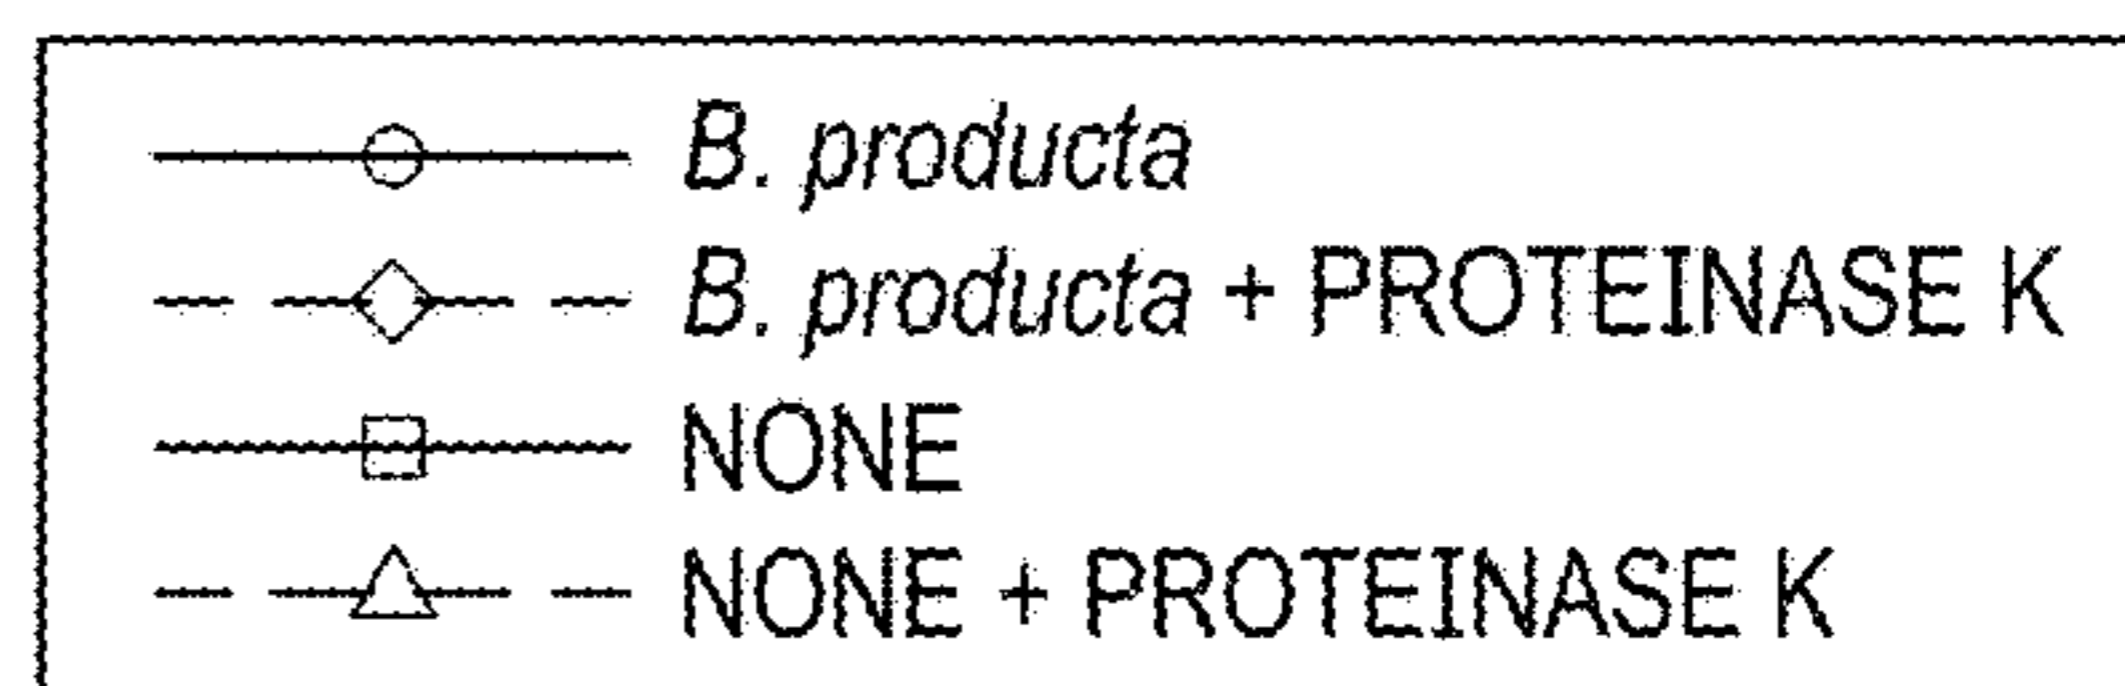 B. producta
B. producta + PROTEINASE K
NONE
NONE + PROTEINASE K